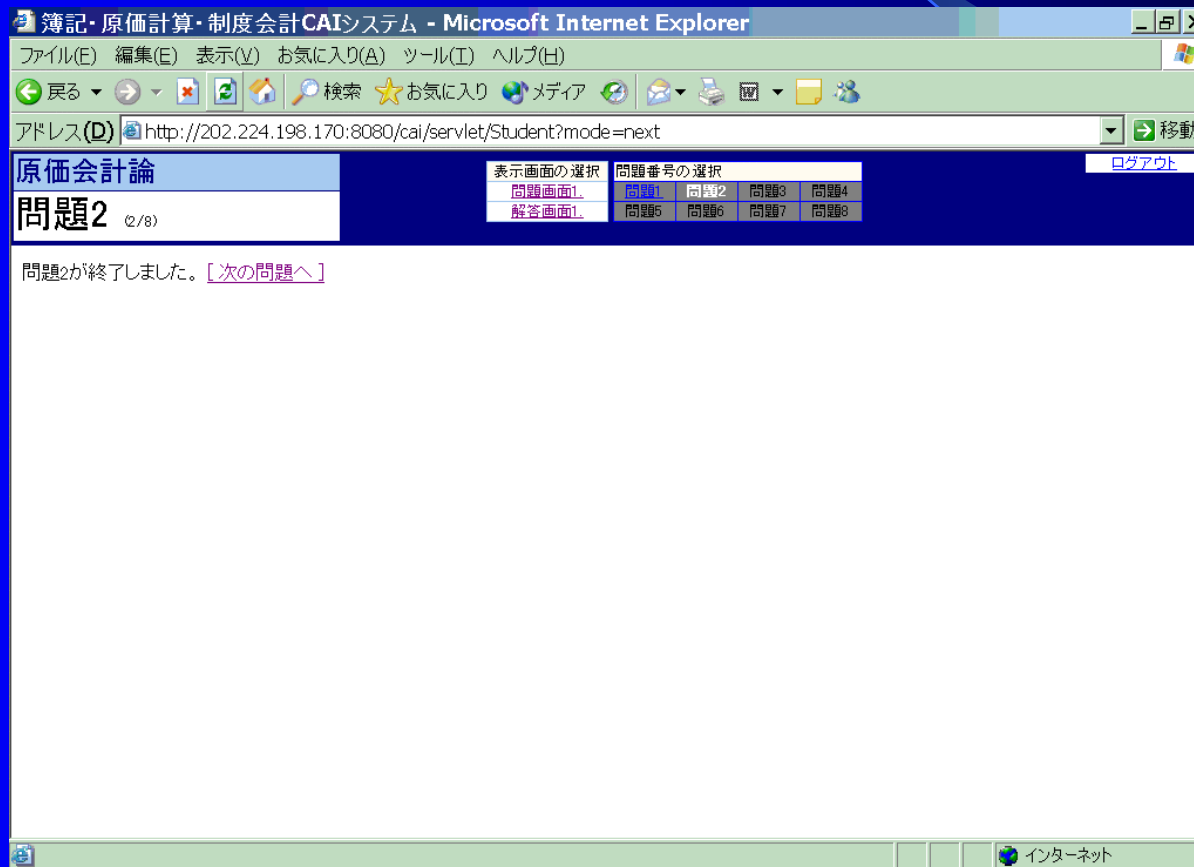 簿記・原価計算・制度会計CAIシステム - Microsoft Internet Explorer
ファイル(F) 編集(E) 表示(V) お気に入り(A) ツール(T) ヘルプ(H)
戻る 検索 お気に入り メディア
アドレス(D) http://202.224.198.170:8080/cai/servlet/Student?mode=next 移動
原価会計論 表示画面の選択 問題番号の選択 ログアウト
問題画面1. 問題1 問題2 問題3 問題4
問題2 (2/8) 解答画面1. 問題5 問題6 問題7 問題8
問題2が終了しました。[ 次の問題へ ]
インターネット